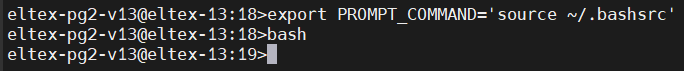 eltex-pg2-v13@eltex-13:18>export PROMPT_COMMAND='source ~/.bashsrc'
eltex-pg2-v13@eltex-13:18>bash
eltex-pg2-v13@eltex-13:19>